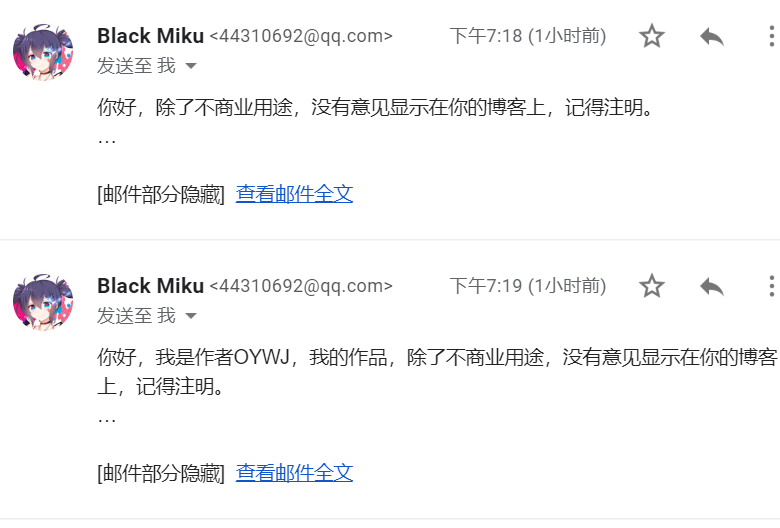 Black Miku <44310692@qq.com> 下午7:18 (1小时前)
发送至 我
你好，除了不商业用途，没有意见显示在你的博客上，记得注明。
...
[邮件部分隐藏] 查看邮件全文
Black Miku <44310692@qq.com> 下午7:19 (1小时前)
发送至 我
你好，我是作者OYWJ，我的作品，除了不商业用途，没有意见显示在你的博客
上，记得注明。
...
[邮件部分隐藏] 查看邮件全文